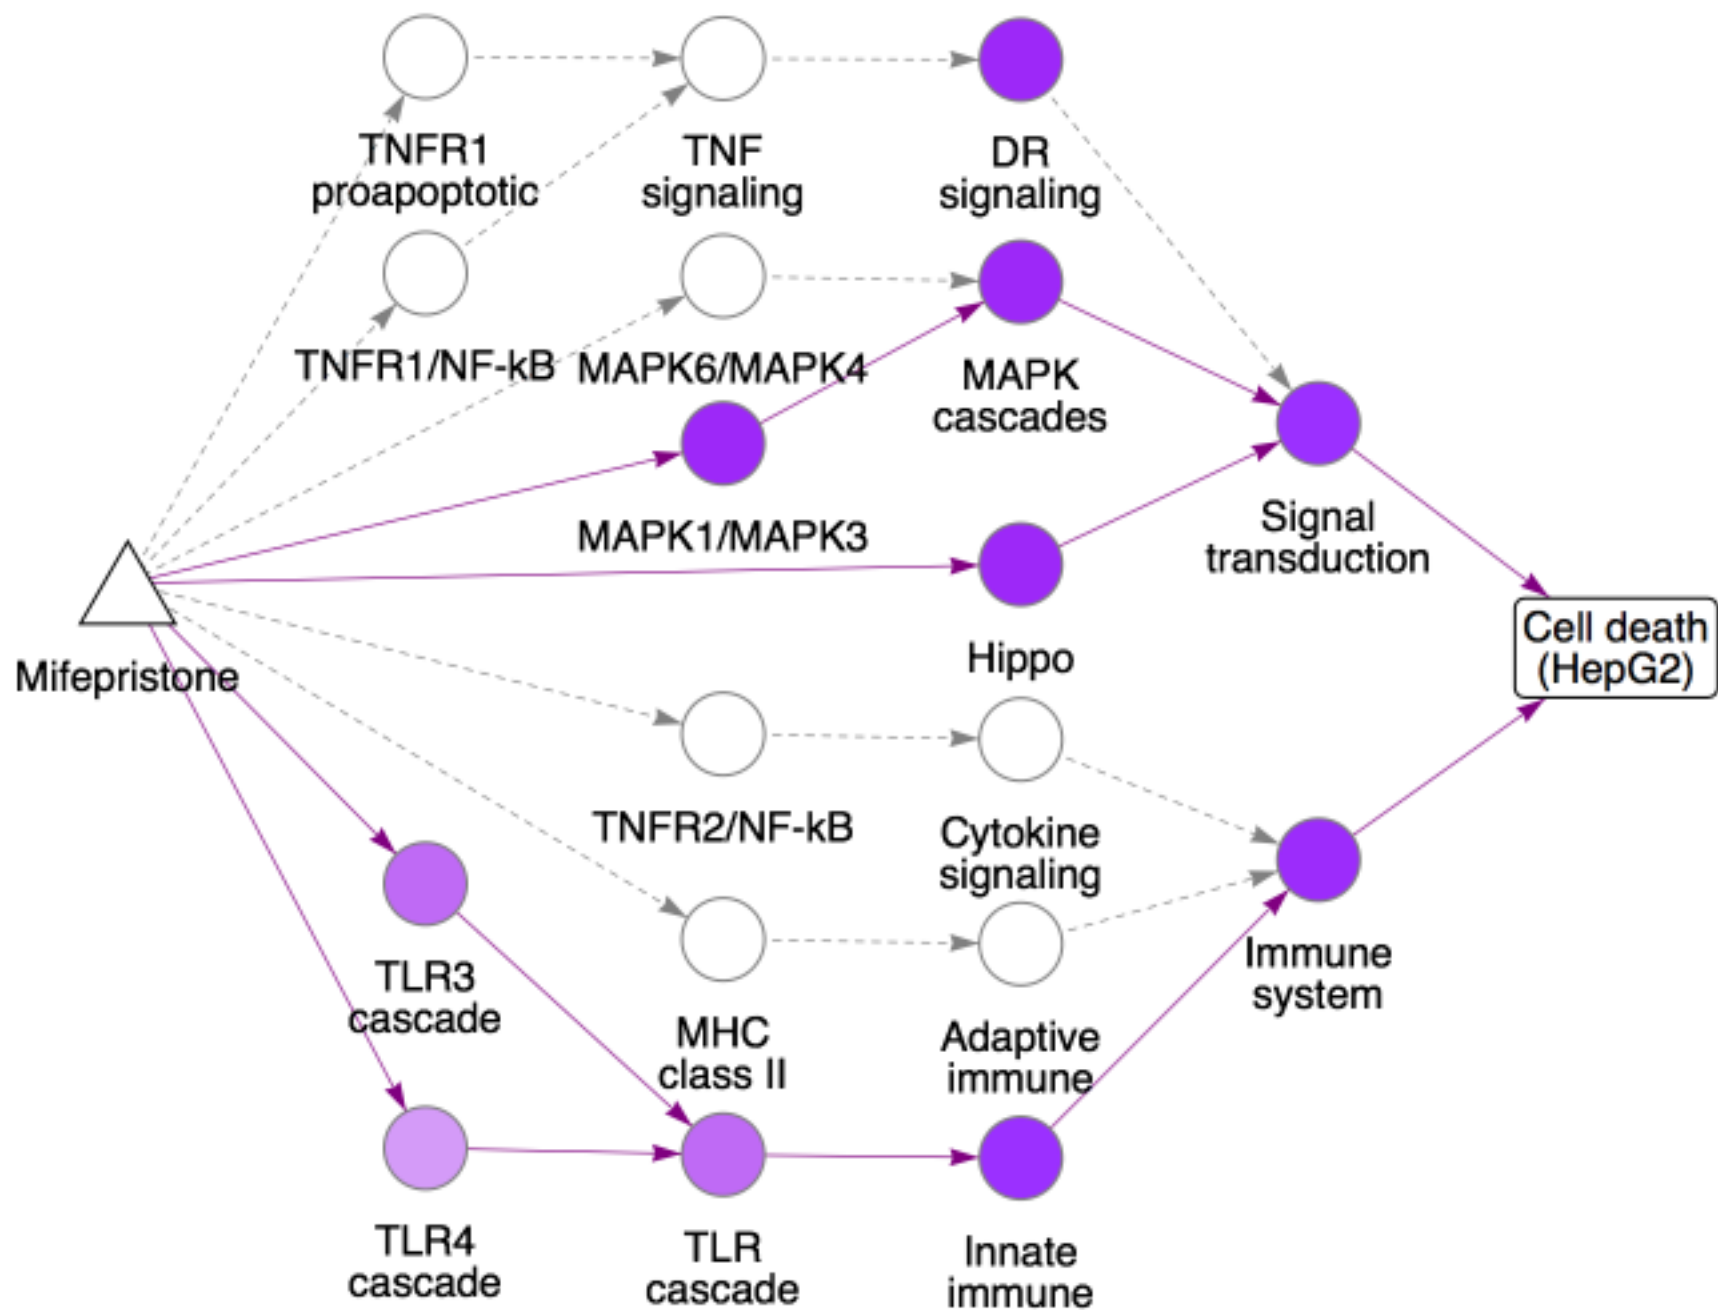 TNFR1
proapoptotic
TNF
signaling
DR
signaling
TNFR1/NF-kB
MAPK6/MAPK4
MAPK
cascades
MAPK1/MAPK3
Signal
transduction
Mifepristone
Hippo
Cell death
(HepG2)
TNFR2/NF-kB
Cytokine
signaling
TLR3
cascade
MHC
class II
Adaptive
immune
Immune
system
TLR4
cascade
TLR
cascade
Innate
immune